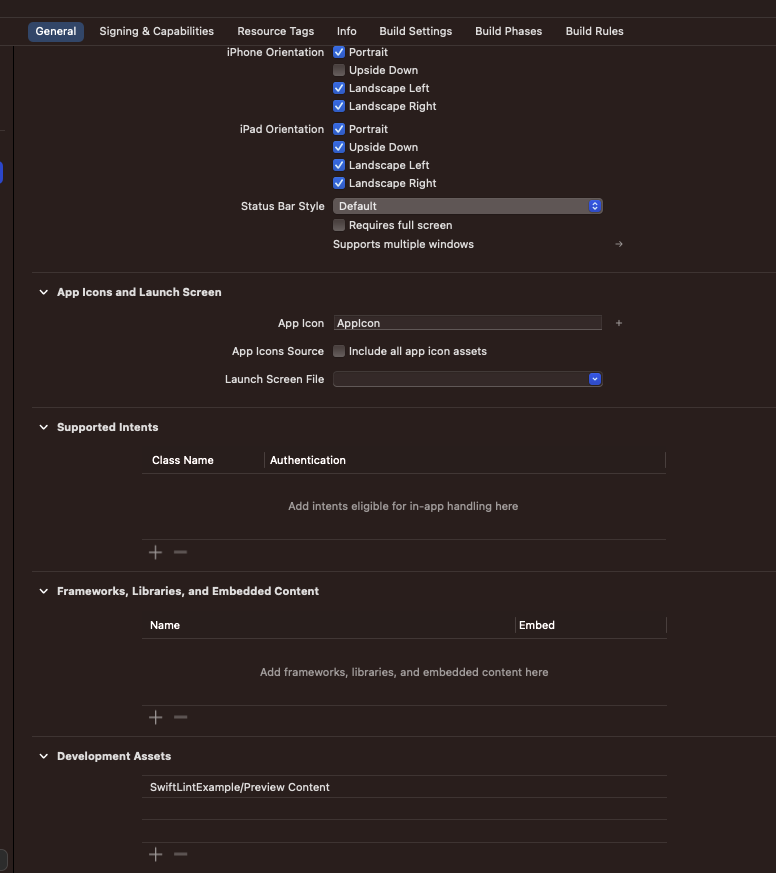 General Signing & Capabilities Resource Tags Info Build Settings Build Phases Build Rules
iPhone Orientation Portrait
Upside Down
Landscape Left
Landscape Right
iPad Orientation Portrait
Upside Down
Landscape Left
Landscape Right
Status Bar Style Default
Requires full screen
Supports multiple windows
App Icons and Launch Screen
App Icon AppIcon
App Icons Source Include all app icon assets
Launch Screen File
Supported Intents
Class Name Authentication
Add intents eligible for in-app handling here
Frameworks, Libraries, and Embedded Content
Name Embed
Add frameworks, libraries, and embedded content here
Development Assets
SwiftLintExample/Preview Content